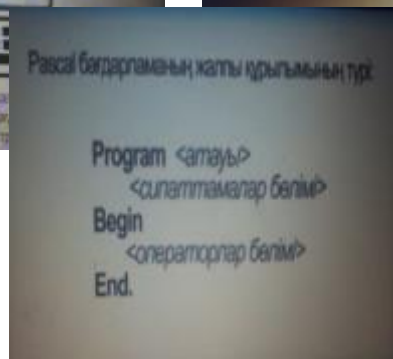 Pascal бағдарламаның жалпы құрылымының түрі:
Program <атауы>
<сипаттамалар бөлімі>
Begin
<операторлар бөлімі>
End.